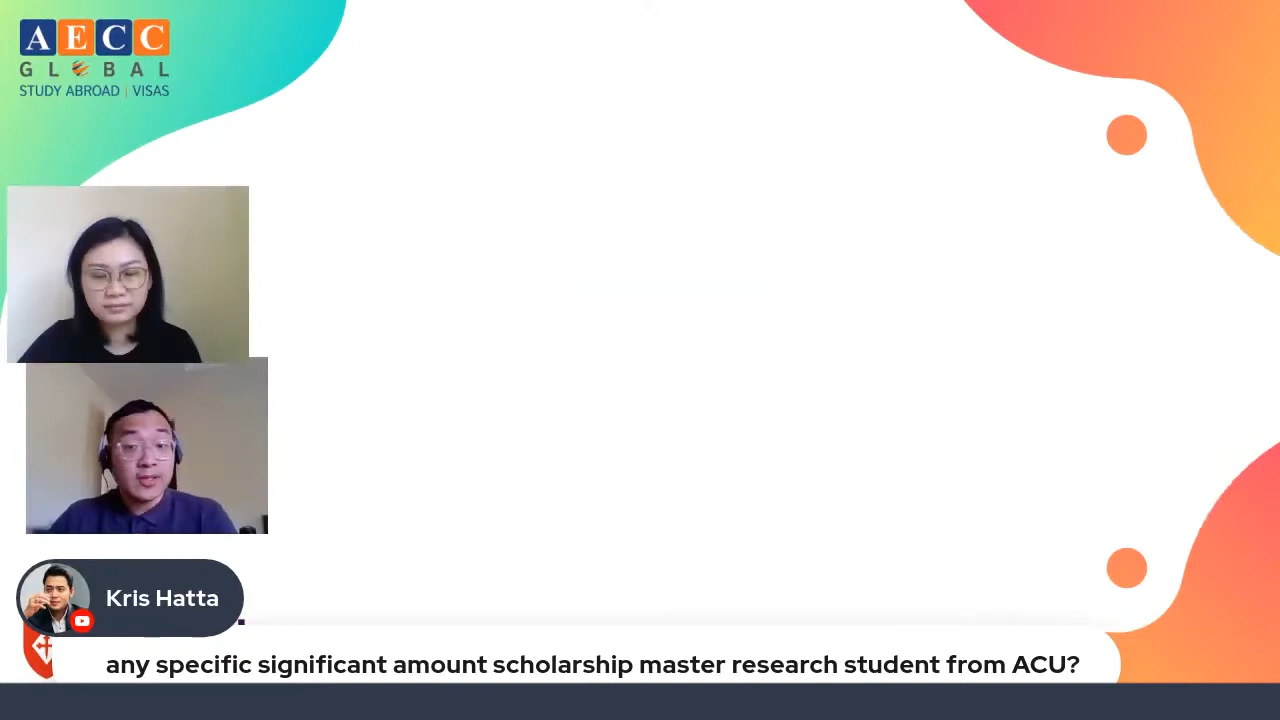 AECC
GLOBAL
STUDY ABROAD | VISAS
Kris Hatta
any specific significant amount scholarship master research student from ACU?